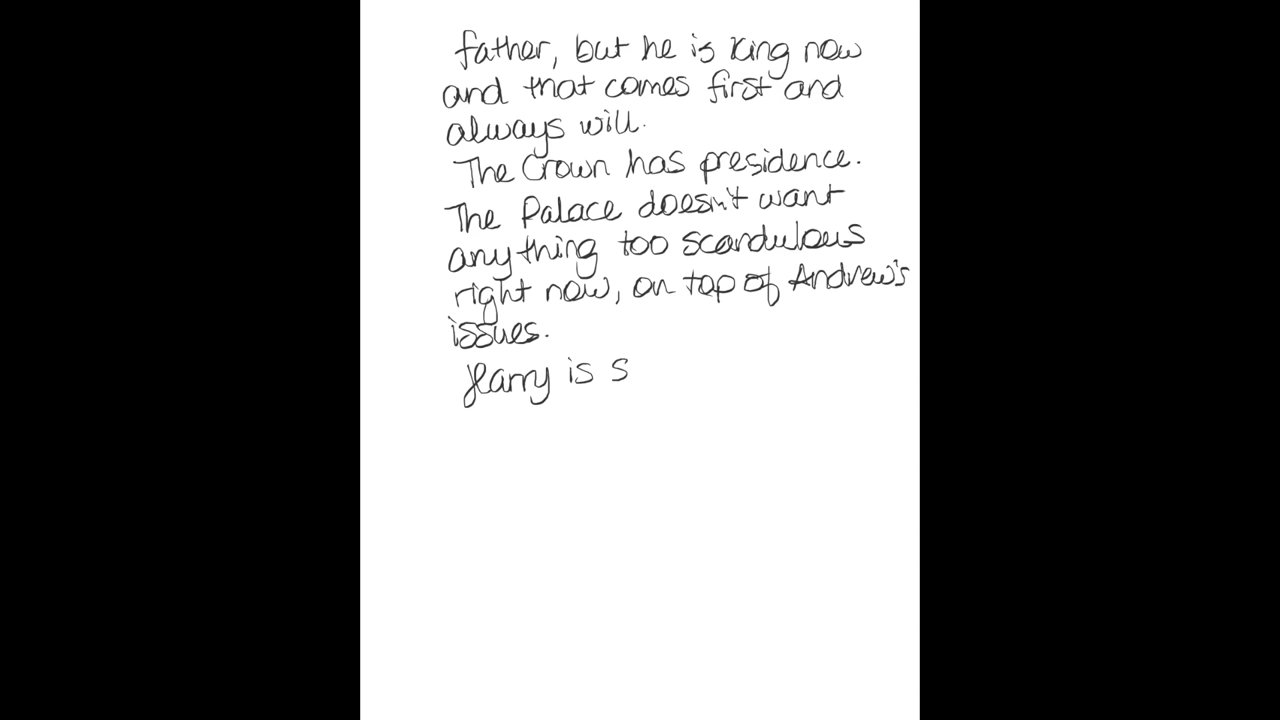 father, but he is King now
and that comes first and
always will.
The Crown has presidence.
The Palace doesn't want
anything too scandulous
right now, on top of Andrew's
issues.
Harry is s